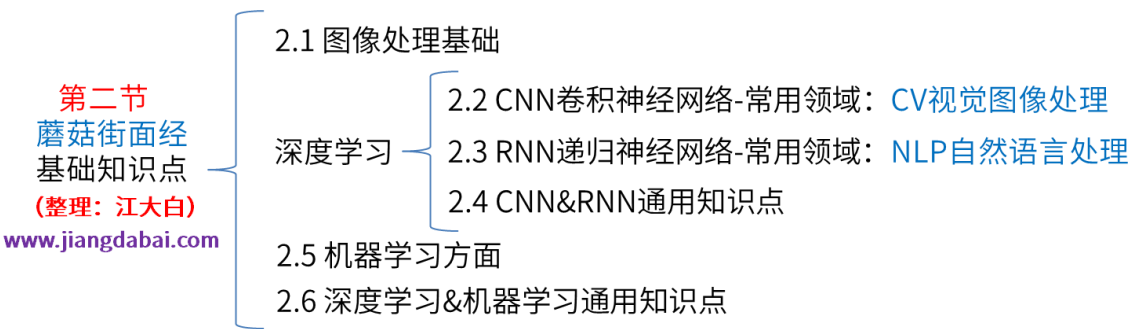 第二节
蘑菇街面经
基础知识点
（整理：江大白）
www.jiangdabai.com
2.1 图像处理基础
深度学习
2.2 CNN卷积神经网络-常用领域：CV视觉图像处理
2.3 RNN递归神经网络-常用领域：NLP自然语言处理
2.4 CNN&RNN通用知识点
2.5 机器学习方面
2.6 深度学习&机器学习通用知识点